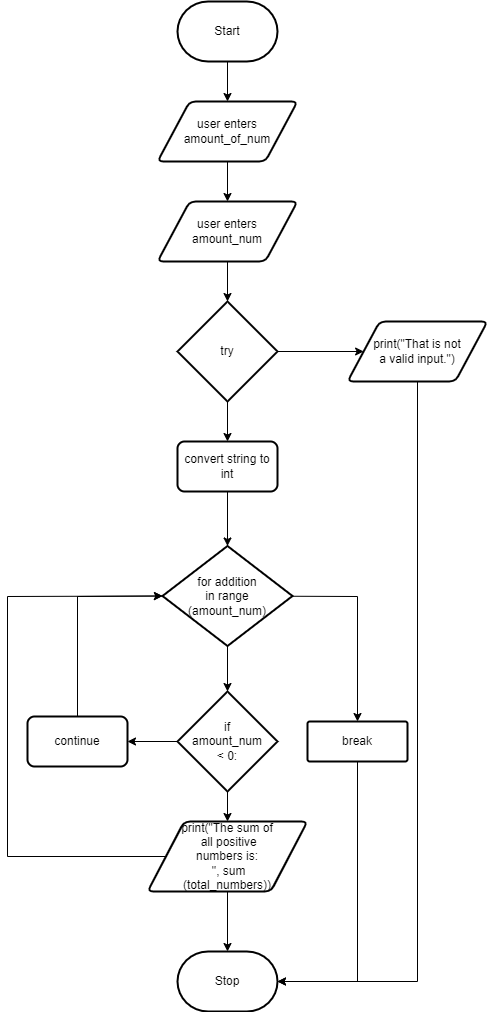 Start
user enters
amount_of_num
user enters
amount_num
try
print("That is not
a valid input.")
convert string to
int
for addition
in range
(amount_num)
if
amount_num
< 0:
continue
break
print("The sum of
all positive
numbers is:
", sum
(total_numbers))
Stop